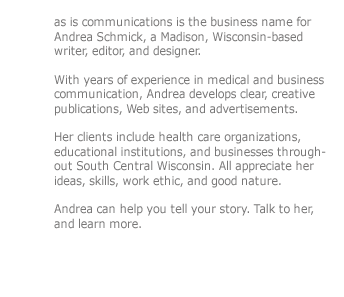 as is communications is the business name for
Andrea Schmick, a Madison, Wisconsin-based
writer, editor, and designer.
With years of experience in medical and business
communication, Andrea develops clear, creative
publications, Web sites, and advertisements.
Her clients include health care organizations,
educational institutions, and businesses through-
out South Central Wisconsin. All appreciate her
ideas, skills, work ethic, and good nature.
Andrea can help you tell your story. Talk to her,
and learn more.